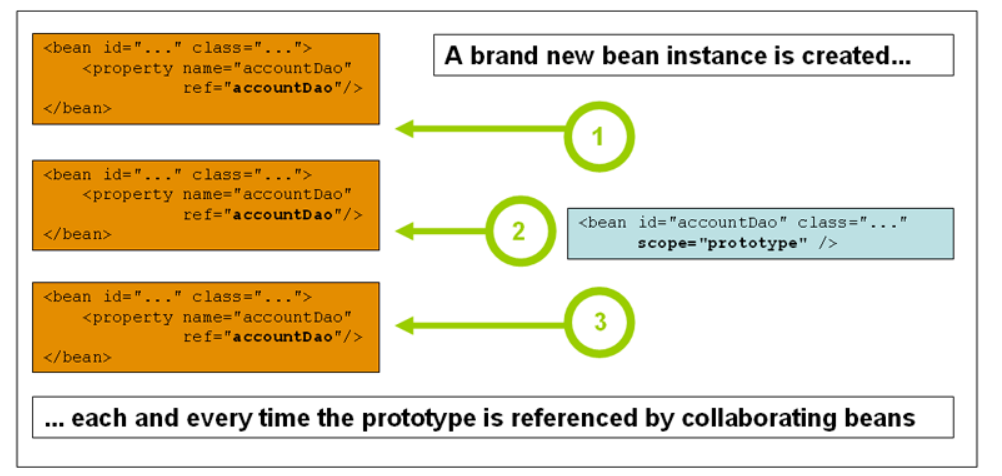 <bean id="..." class="...">
    <property name="accountDao"
              ref="accountDao"/>
</bean>
A brand new bean instance is created...
1
<bean id="..." class="...">
    <property name="accountDao"
              ref="accountDao"/>
</bean>
2
<bean id="accountDao" class="..."
      scope="prototype" />
<bean id="..." class="...">
    <property name="accountDao"
              ref="accountDao"/>
</bean>
3
... each and every time the prototype is referenced by collaborating beans